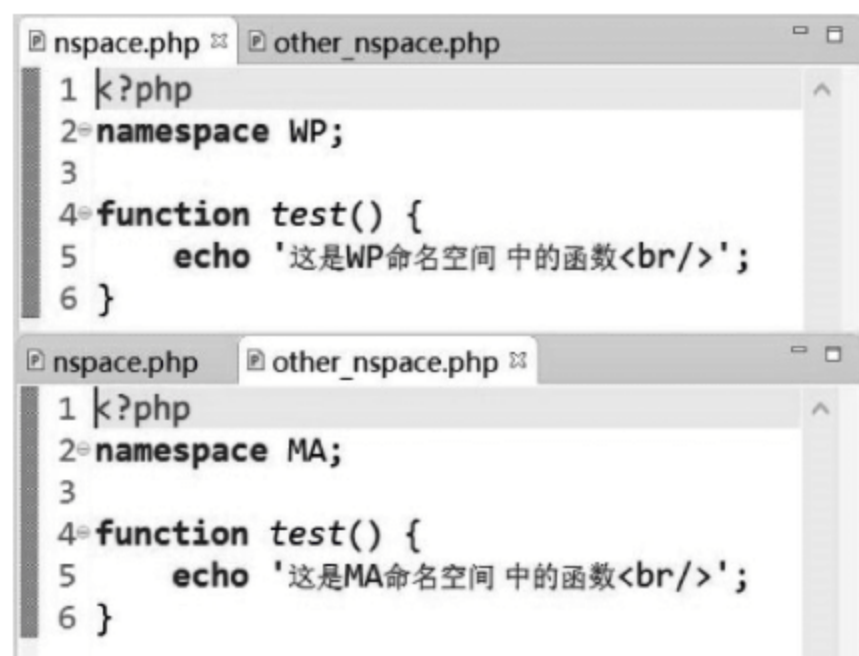 nspace.php other_nspace.php
1 <?php
2 namespace WP;
3
4 function test() {
5 echo '这是WP命名空间 中的函数<br/>';
6 }
nspace.php other_nspace.php
1 <?php
2 namespace MA;
3
4 function test() {
5 echo '这是MA命名空间 中的函数<br/>';
6 }